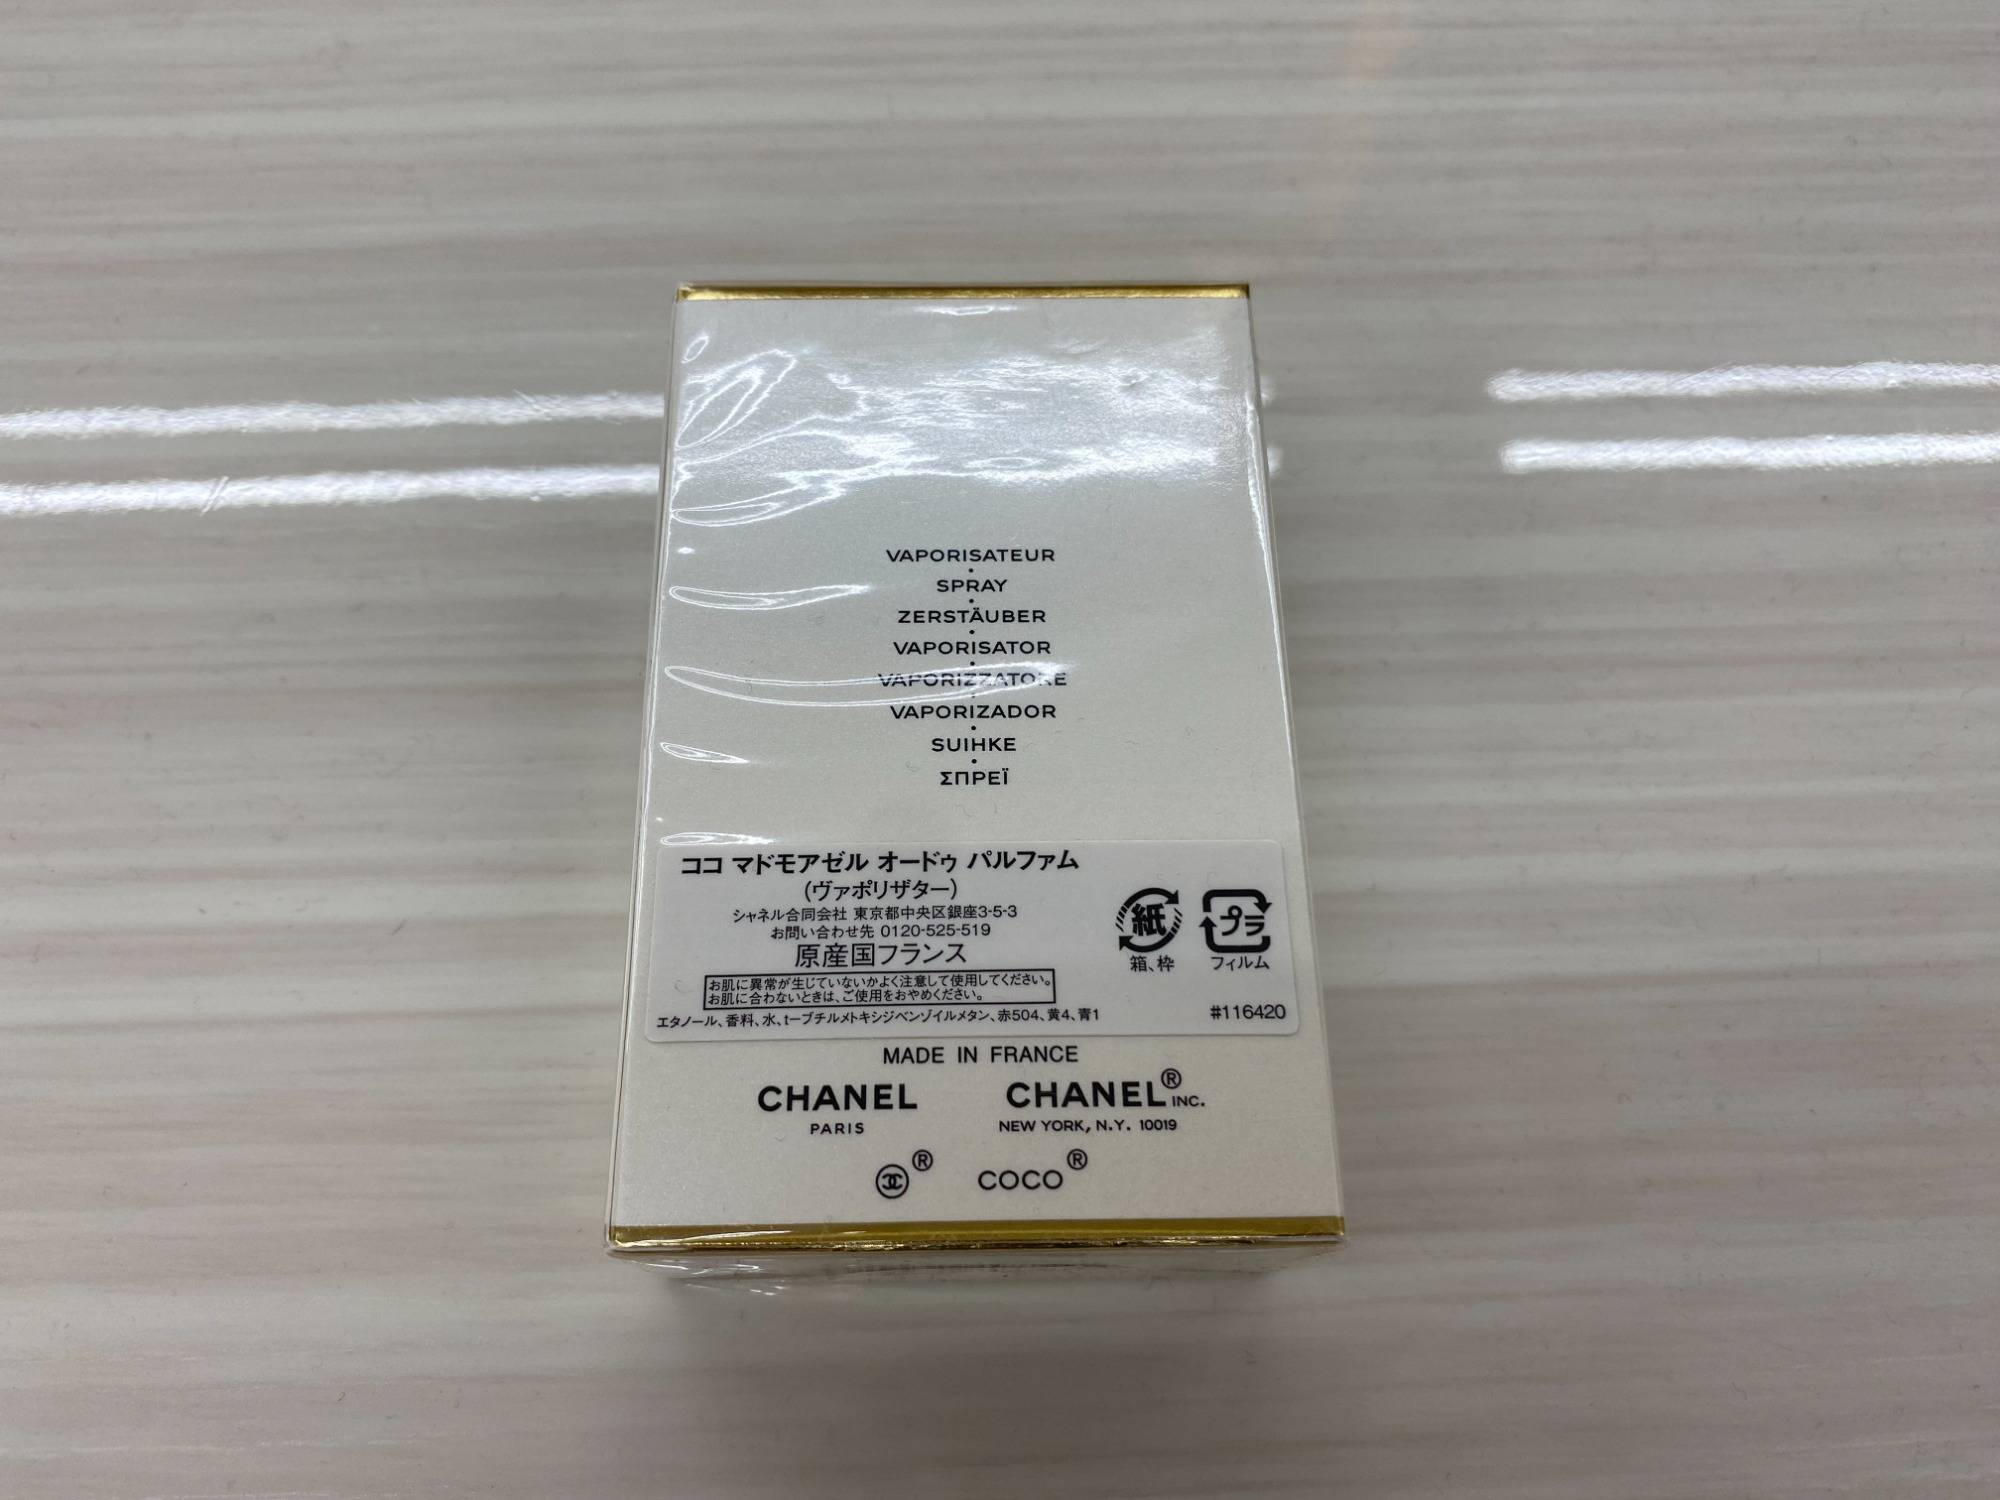 VAPORISATEUR
SPRAY
ZERSTÄUBER
VAPORISATOR
VAPORIZZATORE
VAPORIZADOR
SUIHKE
ΣΠΡΕΪ
ココ マドモアゼル オードゥ パルファム
(ヴァポリザター)
シャネル合同会社 東京都中央区銀座3-5-3
お問い合わせ先 0120-525-519
原産国フランス
お肌に異常が生じていないかよく注意して使用してください。
お肌に合わないときは、ご使用をおやめください。
エタノール、香料、水、t-ブチルメトキシジベンゾイルメタン、赤504、黄4、青1
紙 プラ
箱、枠 フィルム
#116420
MADE IN FRANCE
CHANEL CHANEL® INC.
PARIS NEW YORK, N.Y. 10019
® COCO®